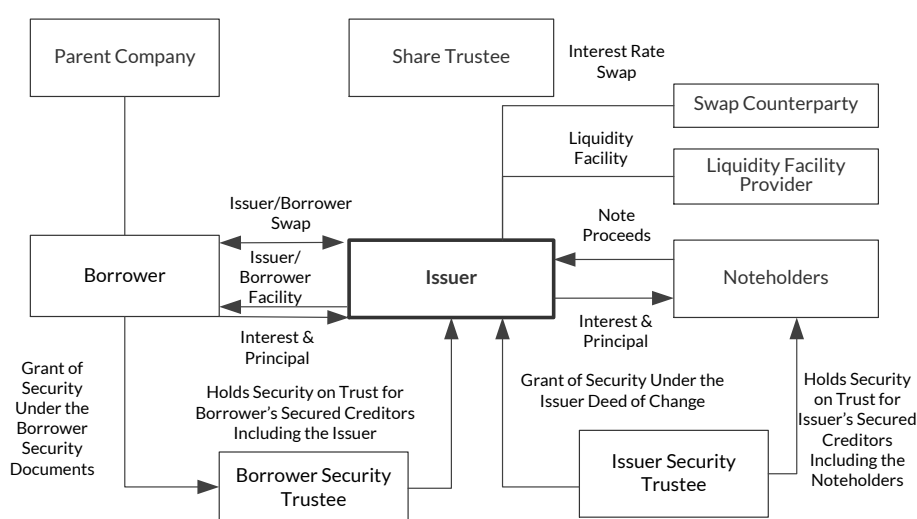 Parent Company
Share Trustee
Interest Rate
Swap
Swap Counterparty
Liquidity
Facility
Liquidity Facility
Provider
Issuer/Borrower
Swap
Note
Proceeds
Borrower
Issuer/
Borrower
Facility
Issuer
Noteholders
Interest &
Principal
Interest &
Principal
Grant of
Security
Under the
Borrower
Security
Documents
Holds Security on Trust for
Borrower's Secured Creditors
Including the Issuer
Grant of Security Under the
Issuer Deed of Change
Holds Security
on Trust for
Issuer's Secured
Creditors
Including the
Noteholders
Borrower Security
Trustee
Issuer Security
Trustee